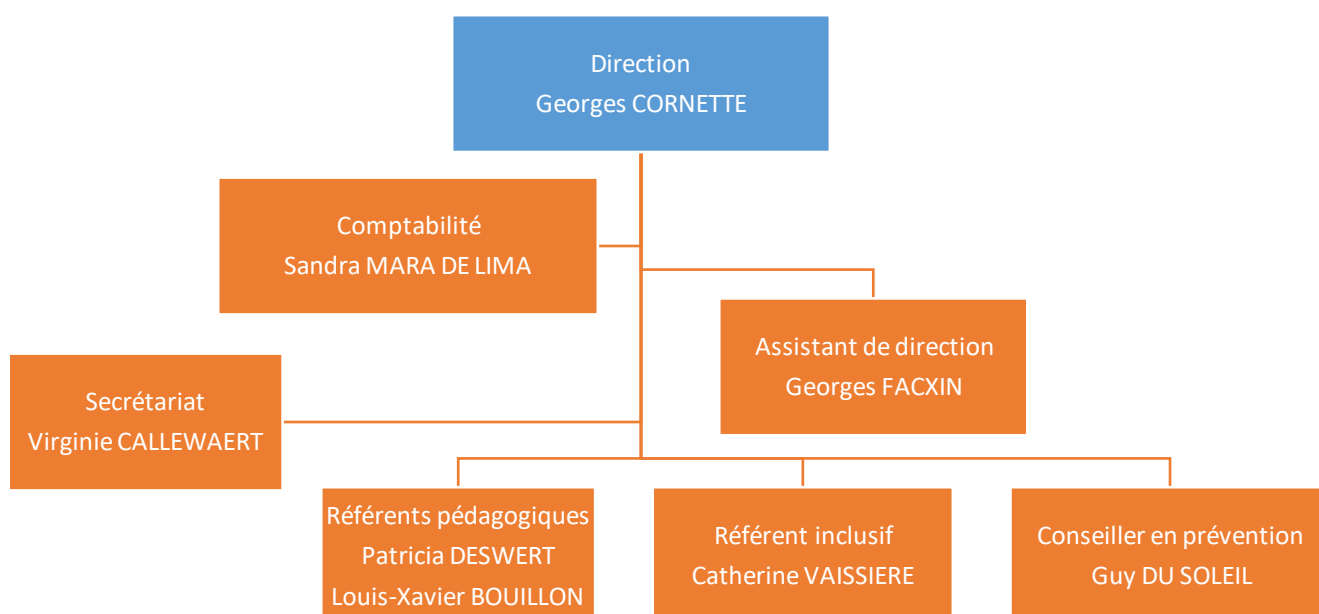 Direction
Georges CORNETTE
Comptabilité
Sandra MARA DE LIMA
Assistant de direction
Georges FACXIN
Secrétariat
Virginie CALLEWAERT
Référents pédagogiques
Patricia DESWERT
Louis-Xavier BOUILLON
Référent inclusif
Catherine VAISSIERE
Conseiller en prévention
Guy DU SOLEIL